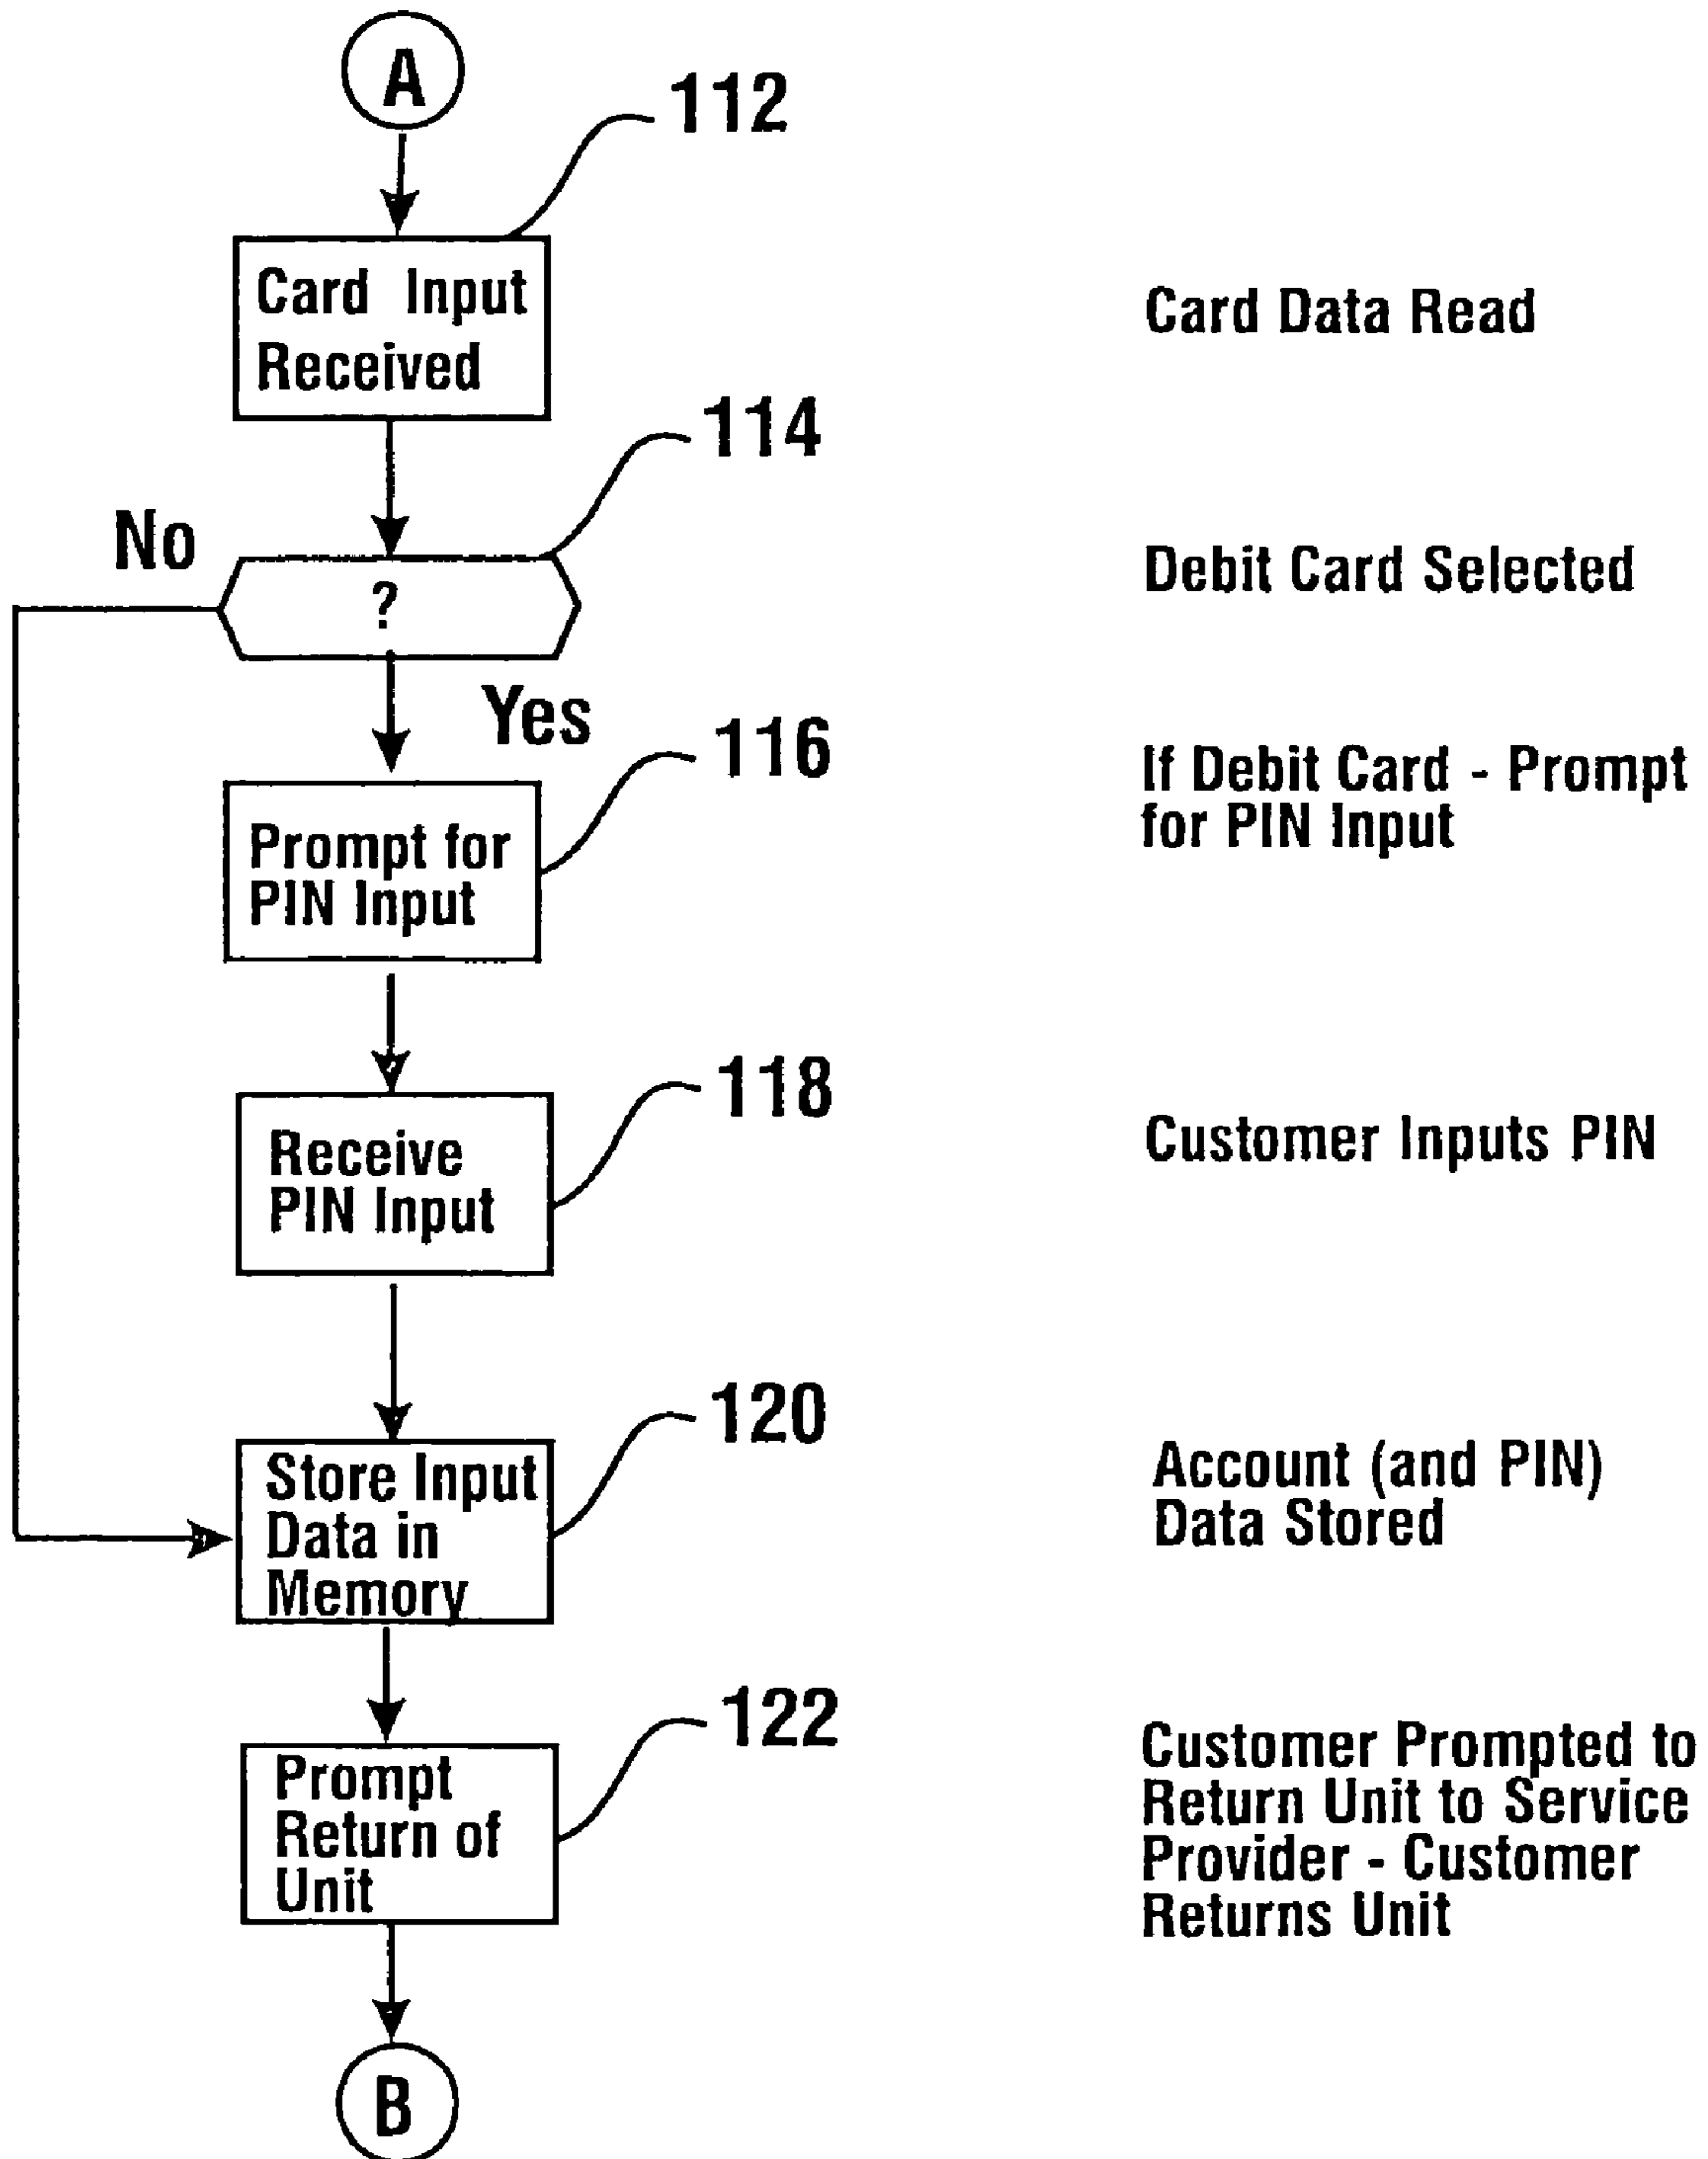 A
112
Card Input
Received
Card Data Read
114
No
?
Debit Card Selected
Yes
116
If Debit Card - Prompt
for PIN Input
Prompt for
PIN Input
118
Receive
PIN Input
Customer Inputs PIN
120
Store Input
Data in
Memory
Account (and PIN)
Data Stored
122
Prompt
Return of
Unit
Customer Prompted to
Return Unit to Service
Provider - Customer
Returns Unit
B